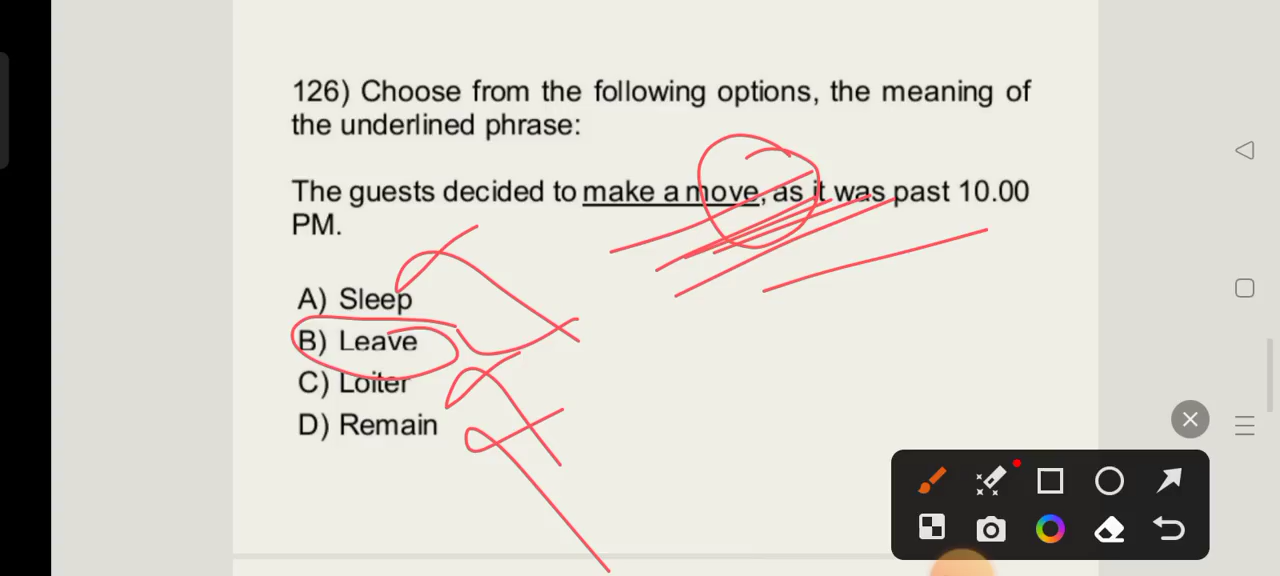 126) Choose from the following options, the meaning of
the underlined phrase:
The guests decided to make a move, as it was past 10.00
PM.
A) Sleep
B) Leave
C) Loiter
D) Remain